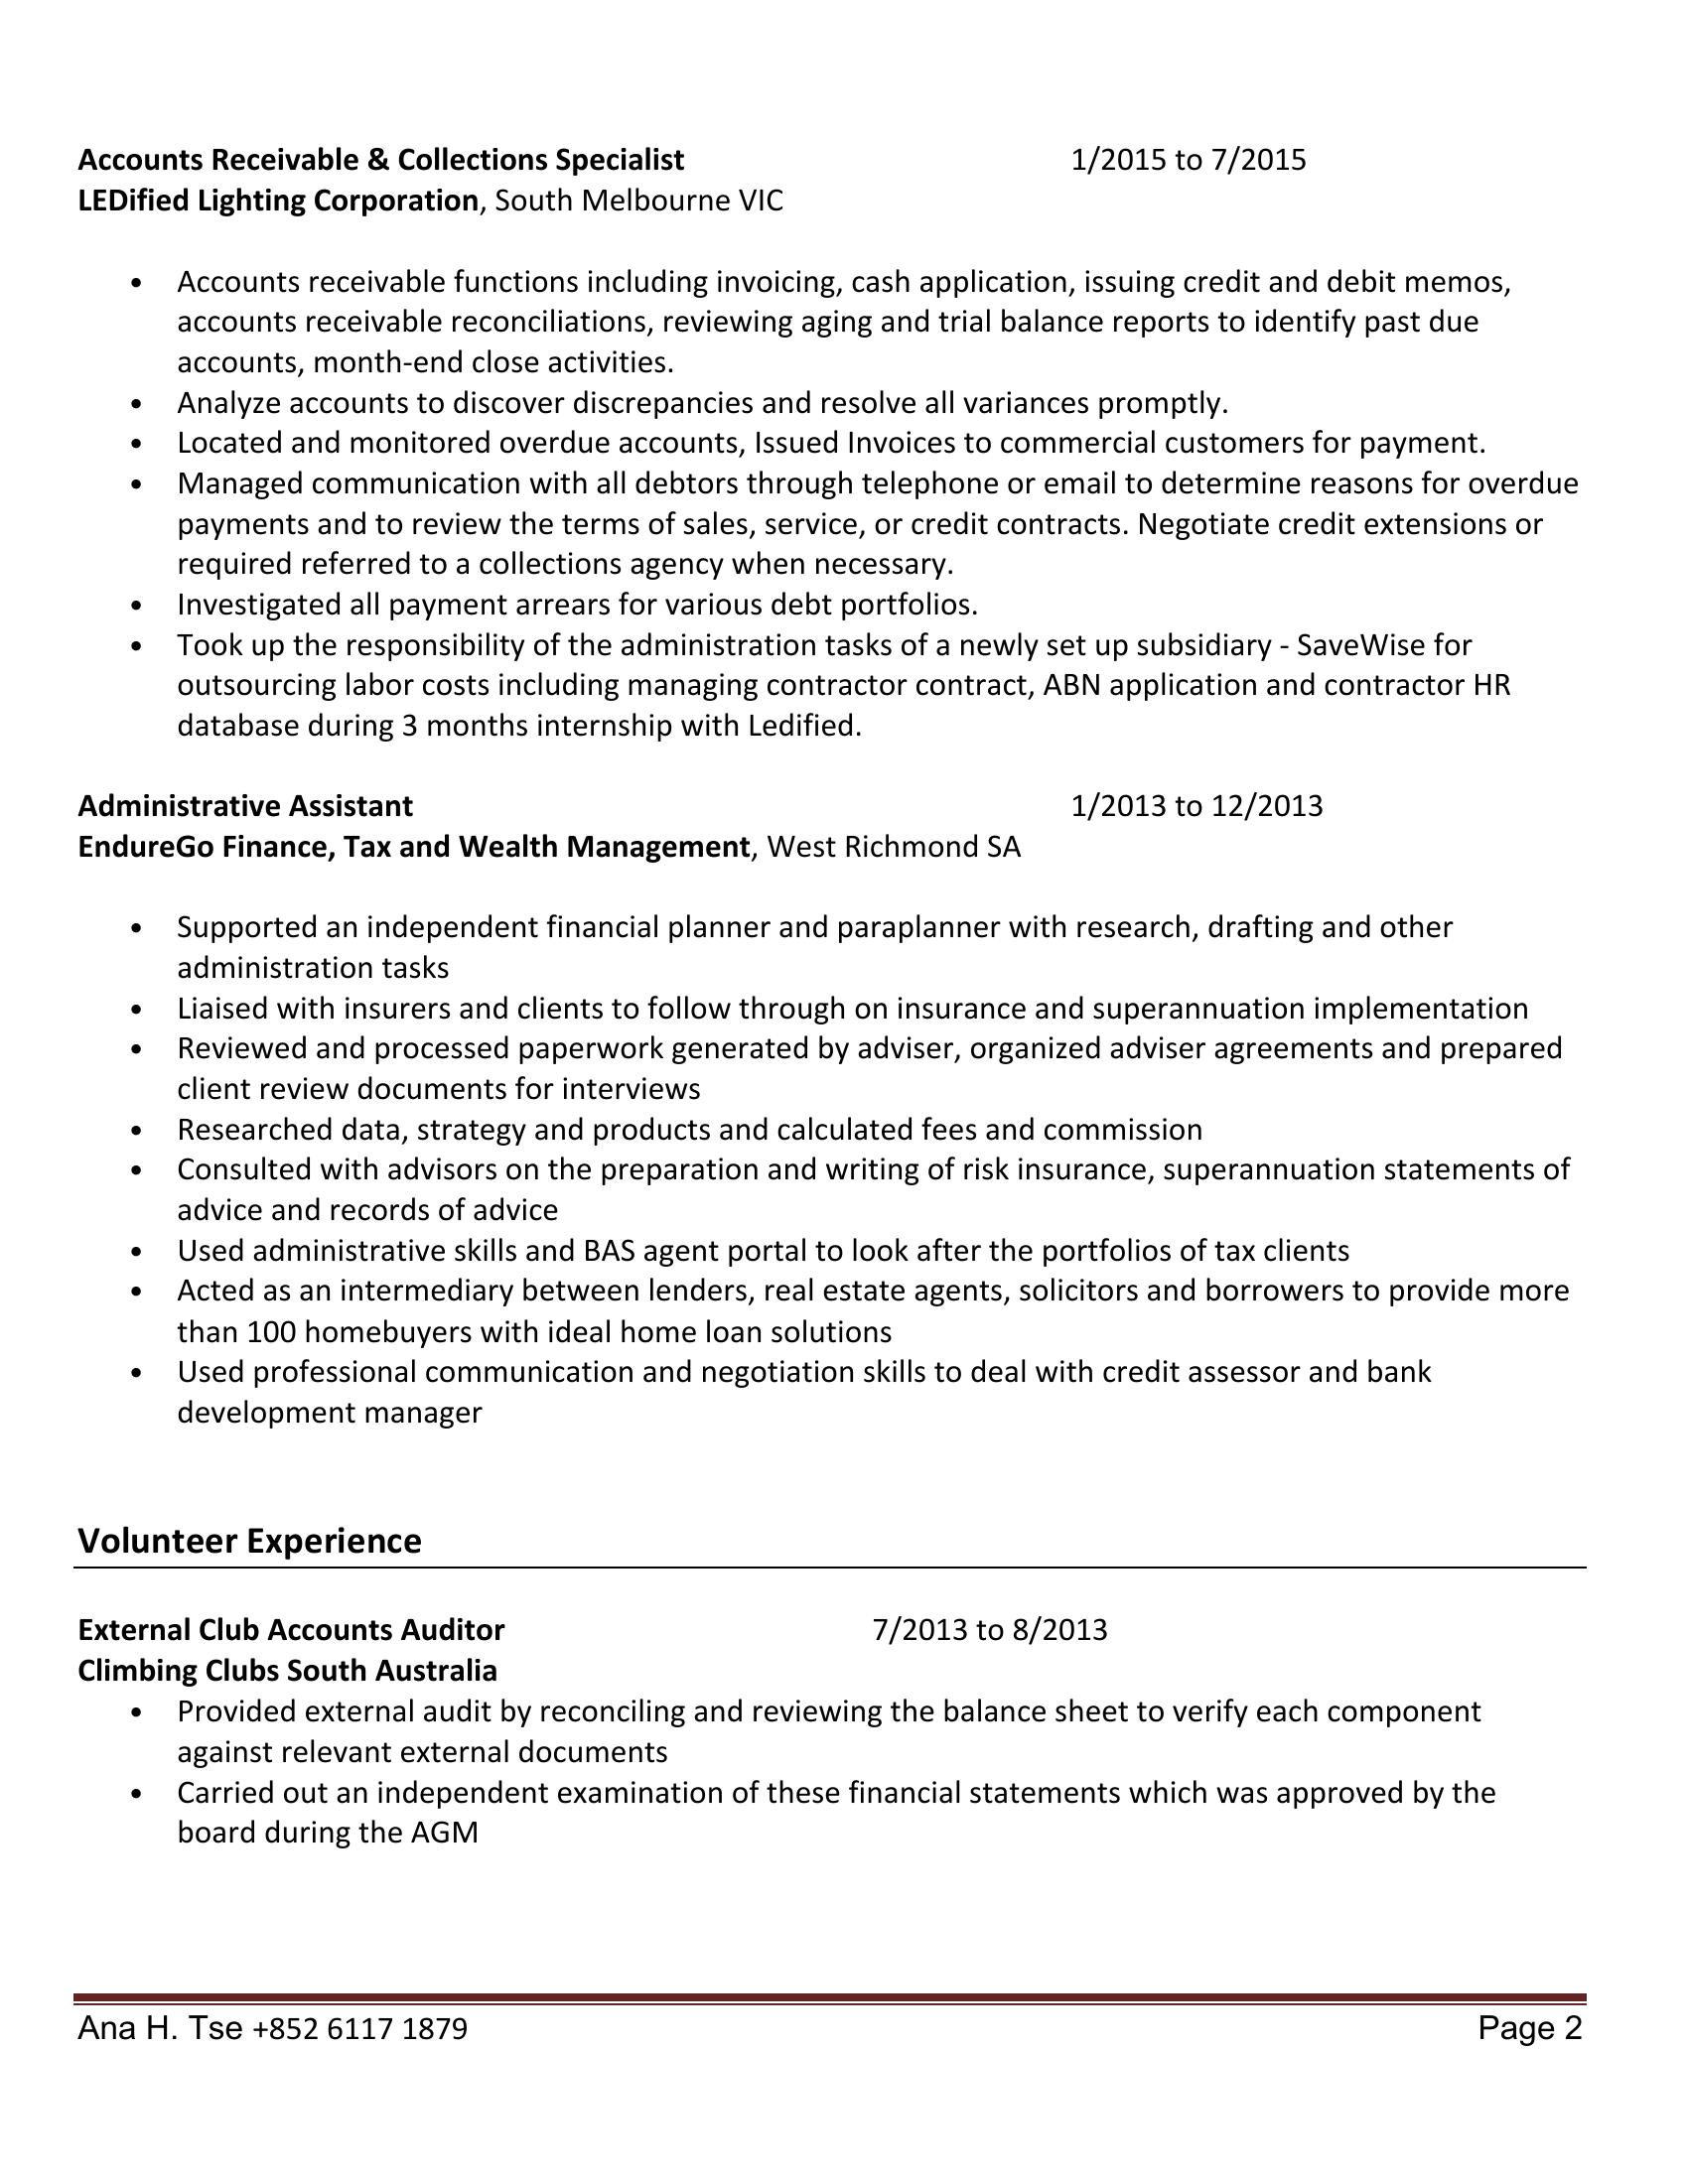 Accounts Receivable & Collections Specialist 1/2015 to 7/2015
LEDified Lighting Corporation, South Melbourne VIC
• Accounts receivable functions including invoicing, cash application, issuing credit and debit memos,
accounts receivable reconciliations, reviewing aging and trial balance reports to identify past due
accounts, month-end close activities.
• Analyze accounts to discover discrepancies and resolve all variances promptly.
• Located and monitored overdue accounts, Issued Invoices to commercial customers for payment.
• Managed communication with all debtors through telephone or email to determine reasons for overdue
payments and to review the terms of sales, service, or credit contracts. Negotiate credit extensions or
required referred to a collections agency when necessary.
• Investigated all payment arrears for various debt portfolios.
• Took up the responsibility of the administration tasks of a newly set up subsidiary - SaveWise for
outsourcing labor costs including managing contractor contract, ABN application and contractor HR
database during 3 months internship with Ledified.
Administrative Assistant 1/2013 to 12/2013
EndureGo Finance, Tax and Wealth Management, West Richmond SA
• Supported an independent financial planner and paraplanner with research, drafting and other
administration tasks
• Liaised with insurers and clients to follow through on insurance and superannuation implementation
• Reviewed and processed paperwork generated by adviser, organized adviser agreements and prepared
client review documents for interviews
• Researched data, strategy and products and calculated fees and commission
• Consulted with advisors on the preparation and writing of risk insurance, superannuation statements of
advice and records of advice
• Used administrative skills and BAS agent portal to look after the portfolios of tax clients
• Acted as an intermediary between lenders, real estate agents, solicitors and borrowers to provide more
than 100 homebuyers with ideal home loan solutions
• Used professional communication and negotiation skills to deal with credit assessor and bank
development manager
Volunteer Experience
External Club Accounts Auditor 7/2013 to 8/2013
Climbing Clubs South Australia
• Provided external audit by reconciling and reviewing the balance sheet to verify each component
against relevant external documents
• Carried out an independent examination of these financial statements which was approved by the
board during the AGM
Ana H. Tse +852 6117 1879 Page 2